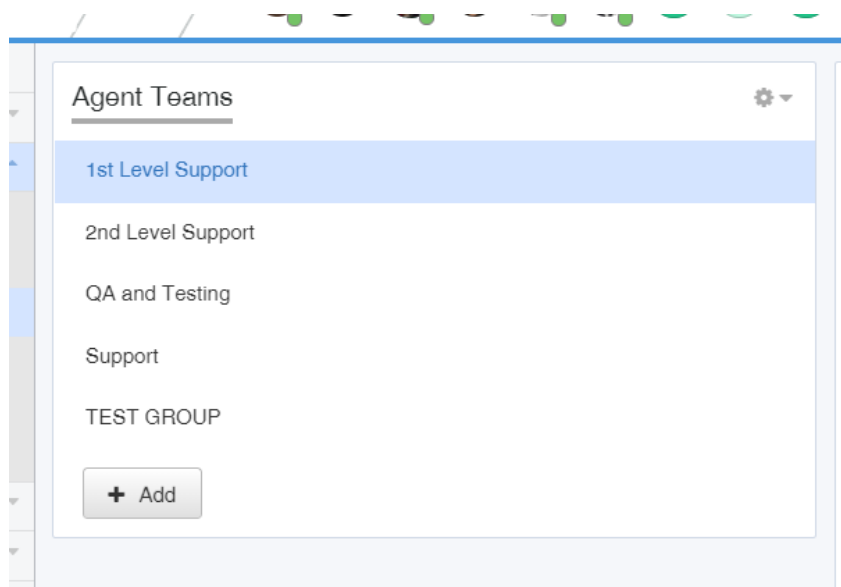 Agent Teams
1st Level Support
2nd Level Support
QA and Testing
Support
TEST GROUP
+ Add